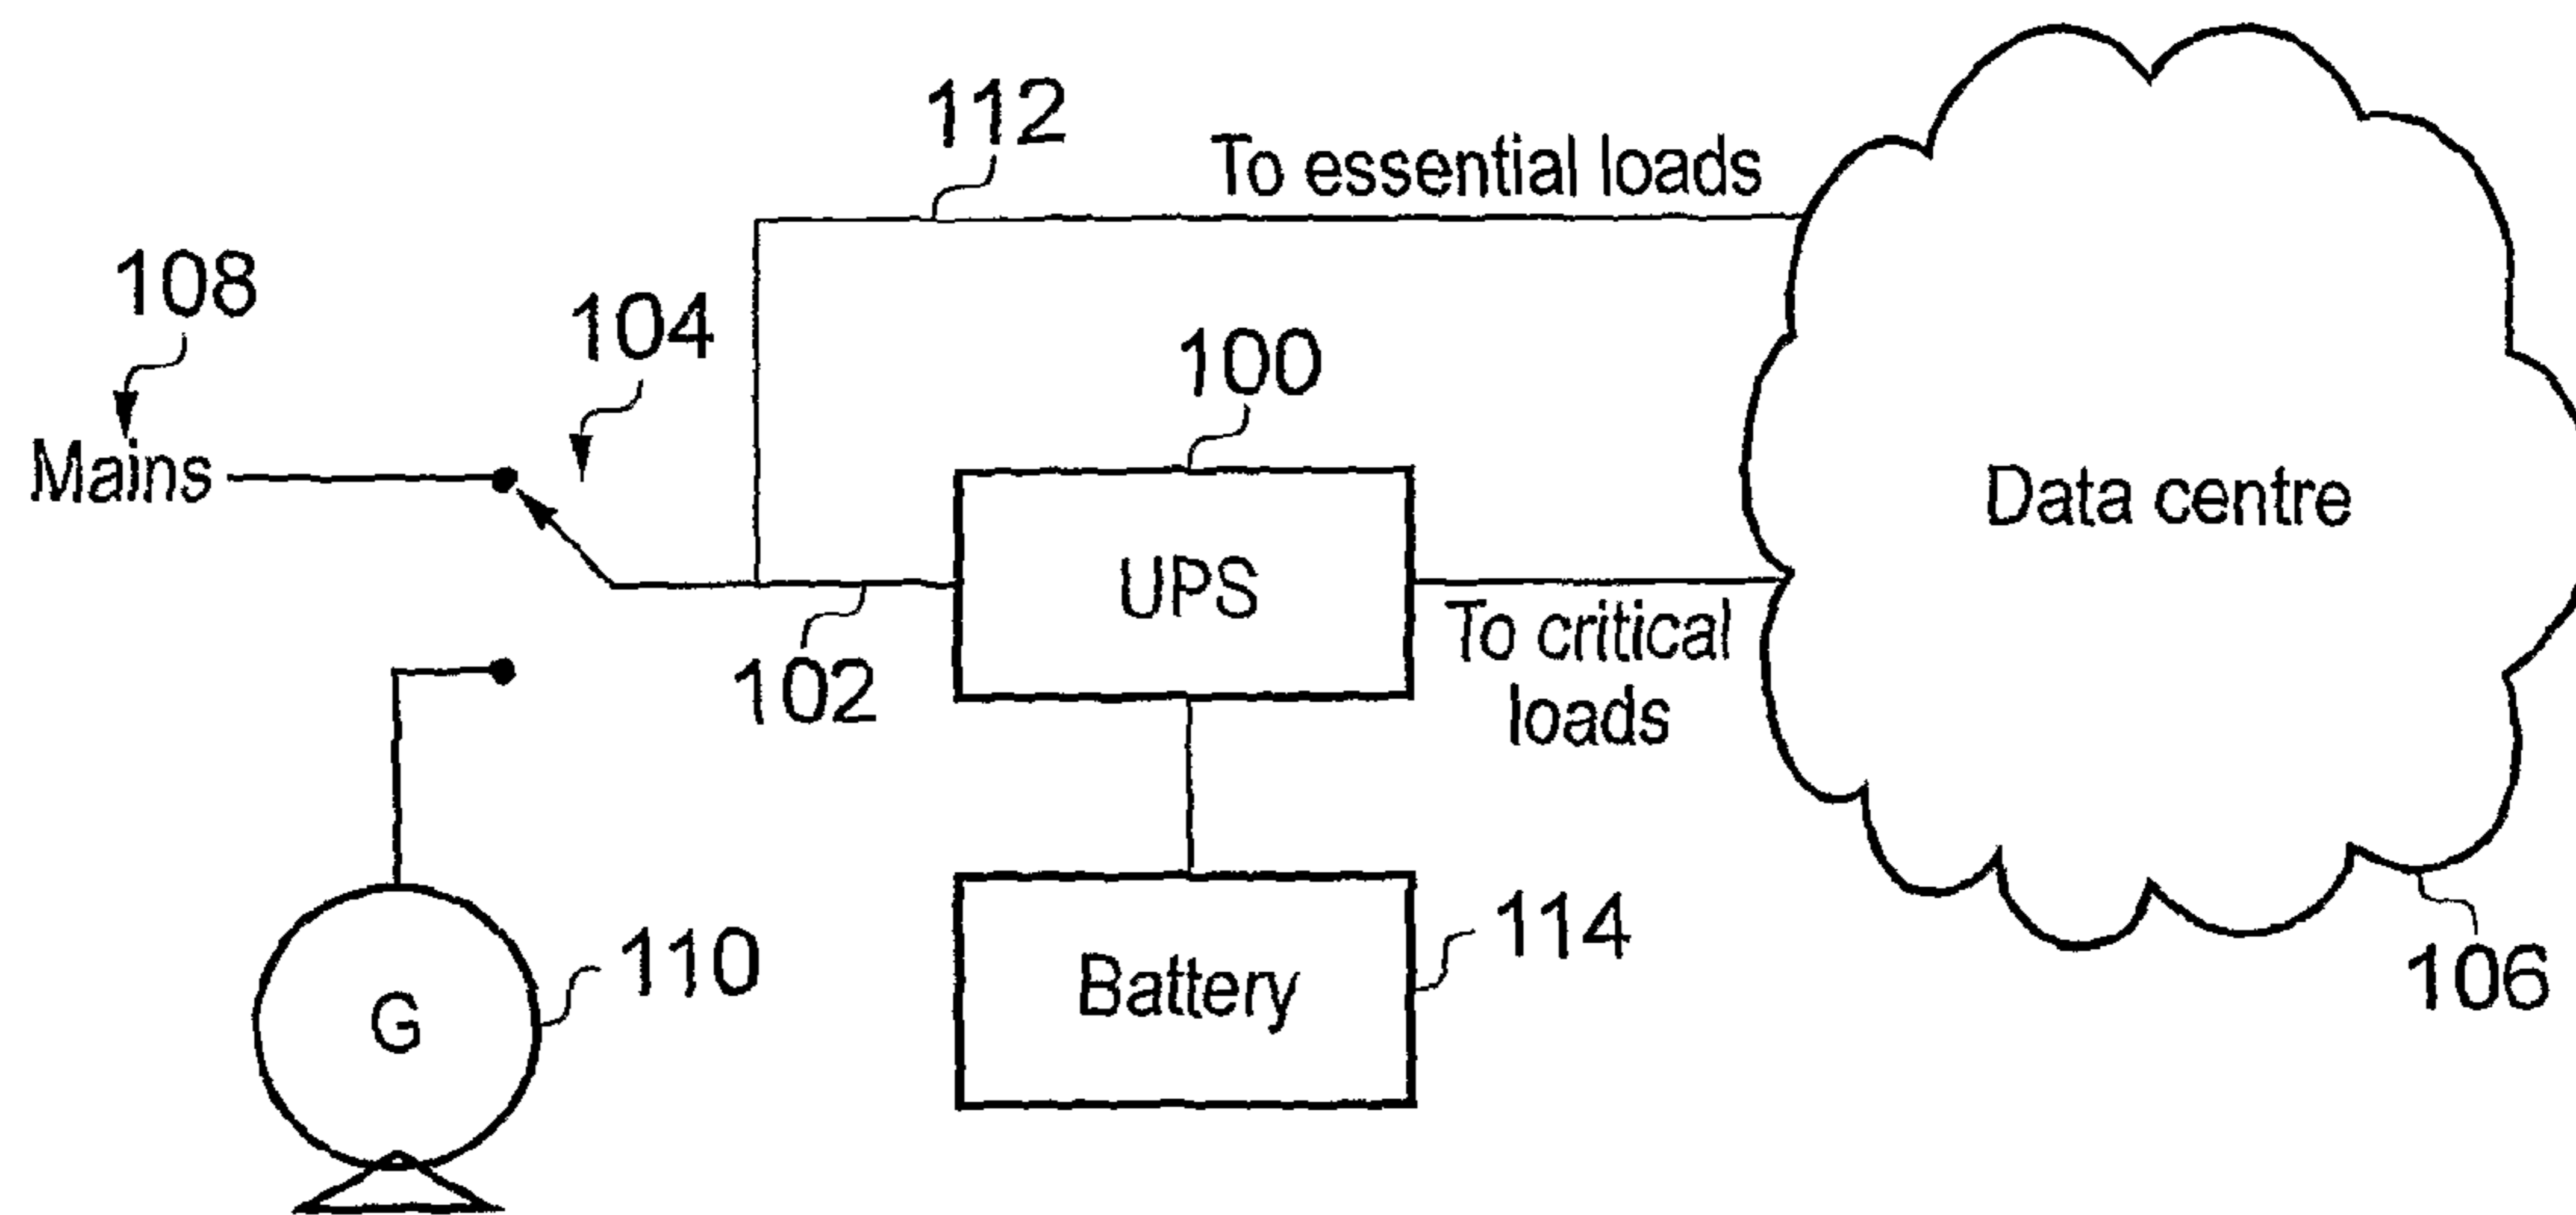 112
To essential loads
108
104
100
Mains
UPS
Data centre
To critical
loads
102
Battery
114
G
110
106